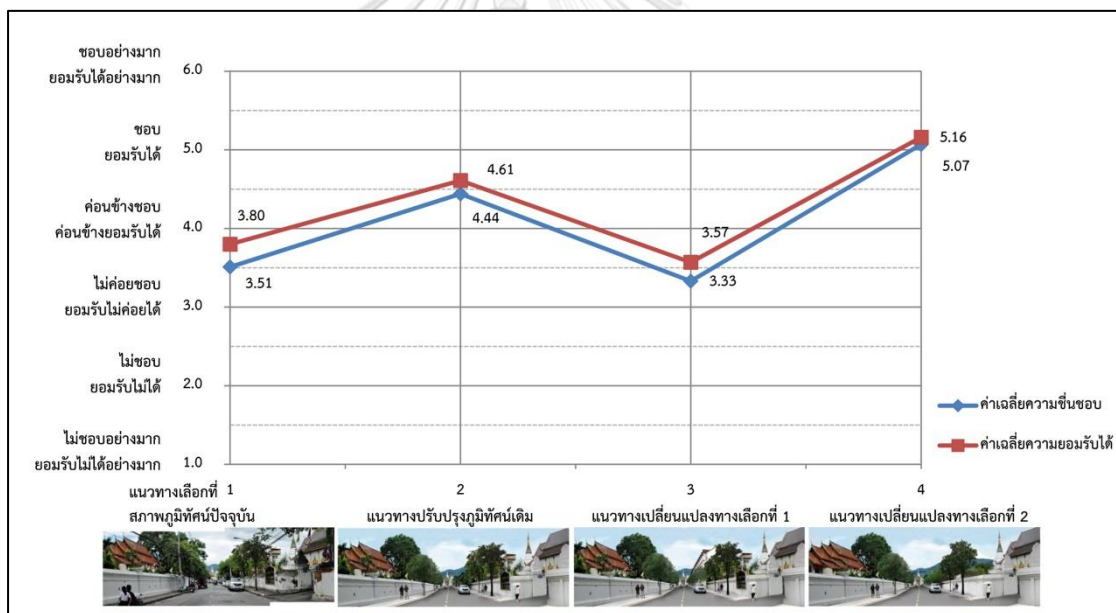 ชอบอย่างมาก
ยอมรับได้อย่างมาก 6.0
ชอบ
ยอมรับได้ 5.0
ค่อนข้างชอบ
ค่อนข้างยอมรับได้ 4.0
ไม่ค่อยชอบ
ยอมรับไม่ค่อยได้ 3.0
ไม่ชอบ
ยอมรับไม่ได้ 2.0
ไม่ชอบอย่างมาก
ยอมรับไม่ได้อย่างมาก 1.0
3.80
3.51
4.61
4.44
3.57
3.33
5.16
5.07
ค่าเฉลี่ยความชื่นชอบ
ค่าเฉลี่ยความยอมรับได้
แนวทางเลือกที่ 1 2 3 4
สภาพภูมิทัศน์ปัจจุบัน แนวทางปรับปรุงภูมิทัศน์เดิม แนวทางเปลี่ยนแปลงทางเลือกที่ 1 แนวทางเปลี่ยนแปลงทางเลือกที่ 2